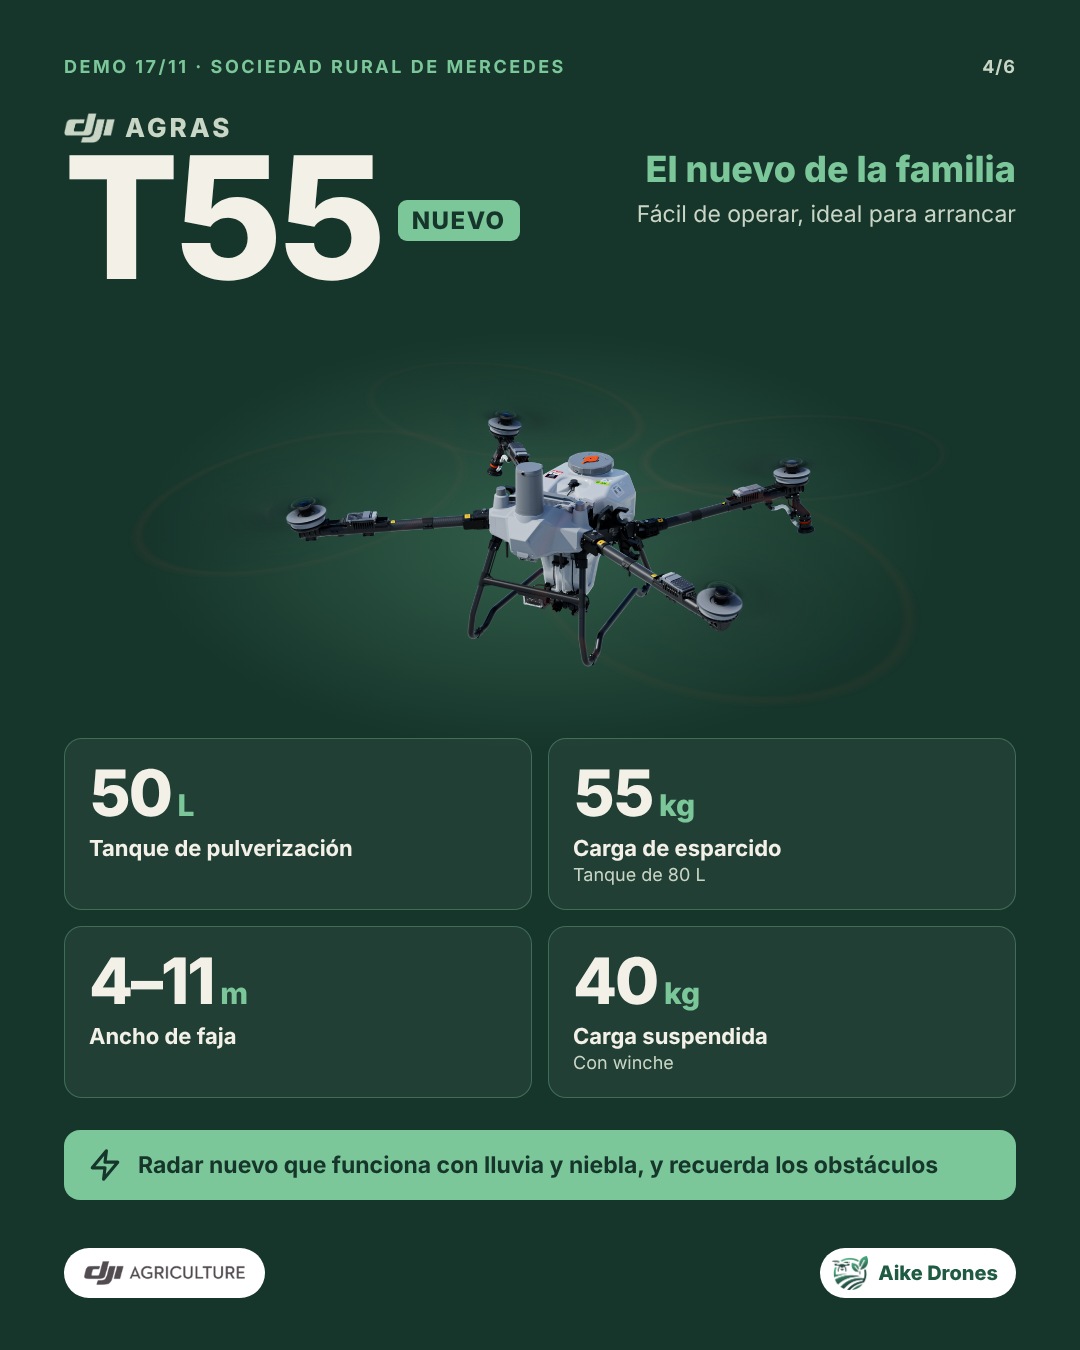 DEMO 17/11 · SOCIEDAD RURAL DE MERCEDES
4/6
dji AGRAS
T55
NUEVO
El nuevo de la familia
Fácil de operar, ideal para arrancar
50 L
Tanque de pulverización
55 kg
Carga de esparcido
Tanque de 80 L
4–11 m
Ancho de faja
40 kg
Carga suspendida
Con winche
Radar nuevo que funciona con lluvia y niebla, y recuerda los obstáculos
dji AGRICULTURE
Aike Drones